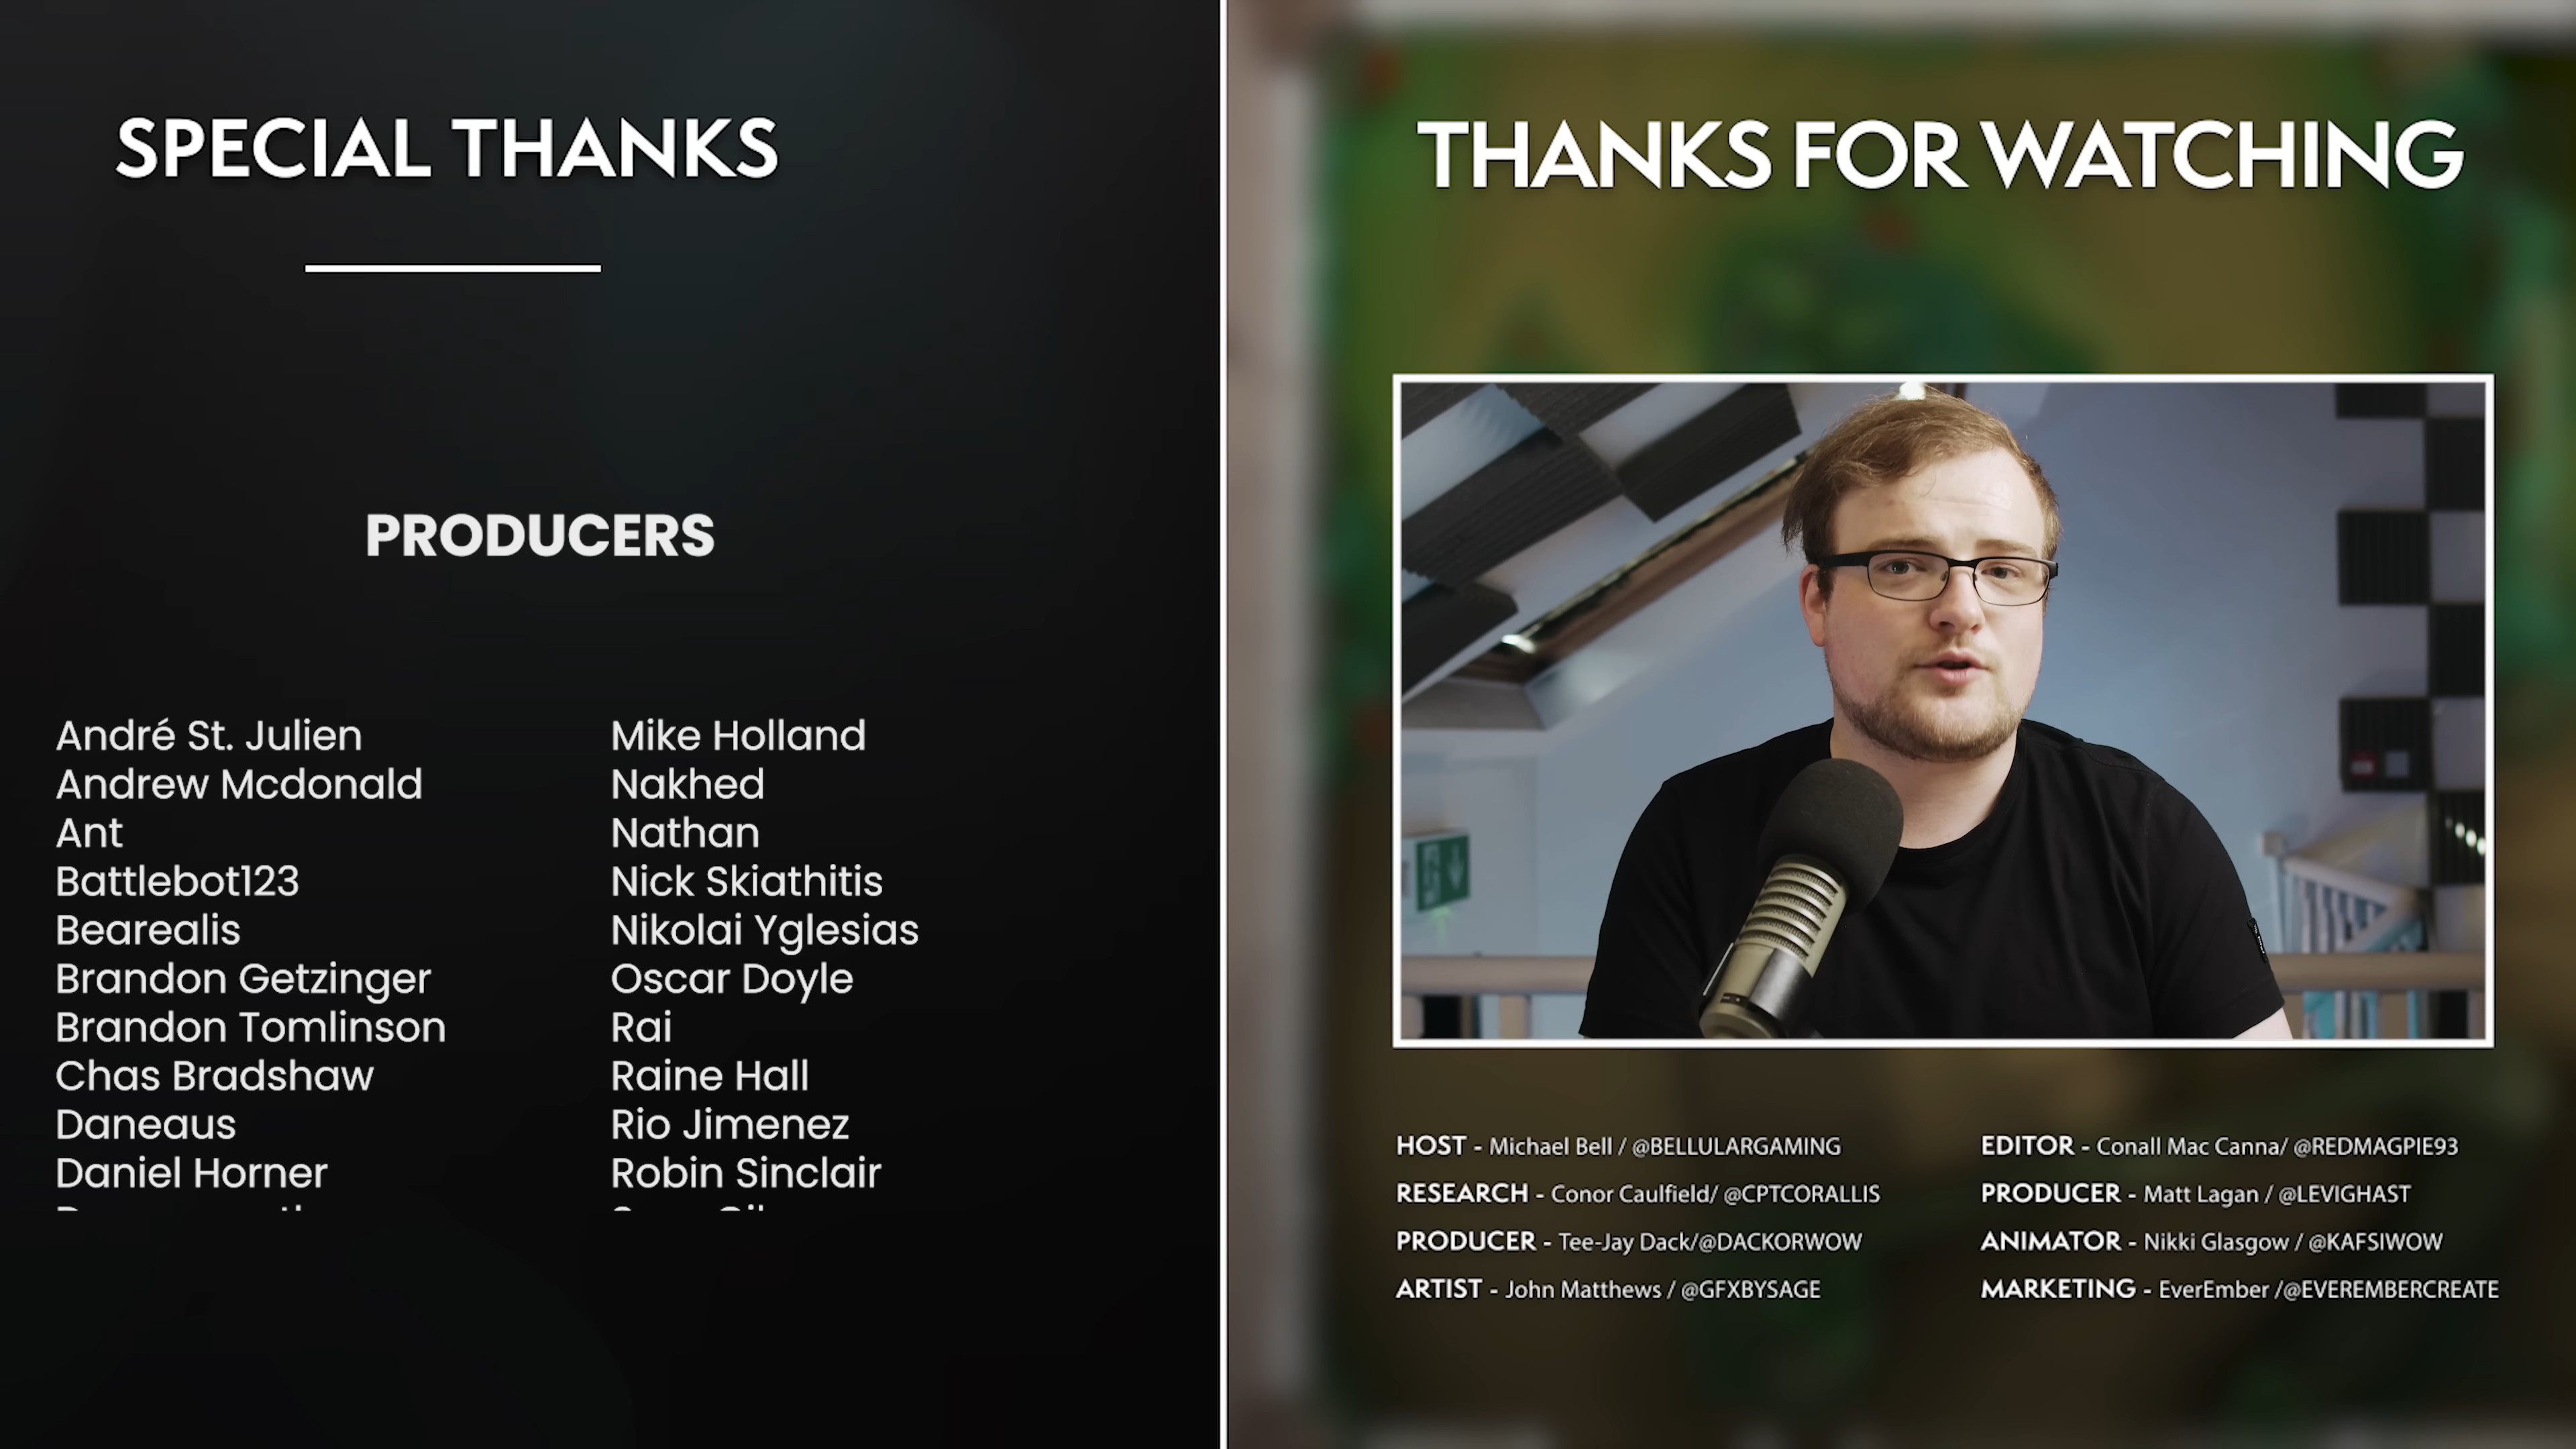 SPECIAL THANKS
PRODUCERS
André St. Julien
Andrew Mcdonald
Ant
Battlebot123
Bearealis
Brandon Getzinger
Brandon Tomlinson
Chas Bradshaw
Daneaus
Daniel Horner
Mike Holland
Nakhed
Nathan
Nick Skiathitis
Nikolai Yglesias
Oscar Doyle
Rai
Raine Hall
Rio Jimenez
Robin Sinclair
THANKS FOR WATCHING
HOST - Michael Bell / @BELLULARGAMING
RESEARCH - Conor Caulfield/ @CPTCORALLIS
PRODUCER - Tee-Jay Dack/@DACKORWOW
ARTIST - John Matthews / @GFXBYSAGE
EDITOR - Conall Mac Canna/ @REDMAGPIE93
PRODUCER - Matt Lagan / @LEVIGHAST
ANIMATOR - Nikki Glasgow / @KAFSIWOW
MARKETING - EverEmber /@EVEREMBERCREATE